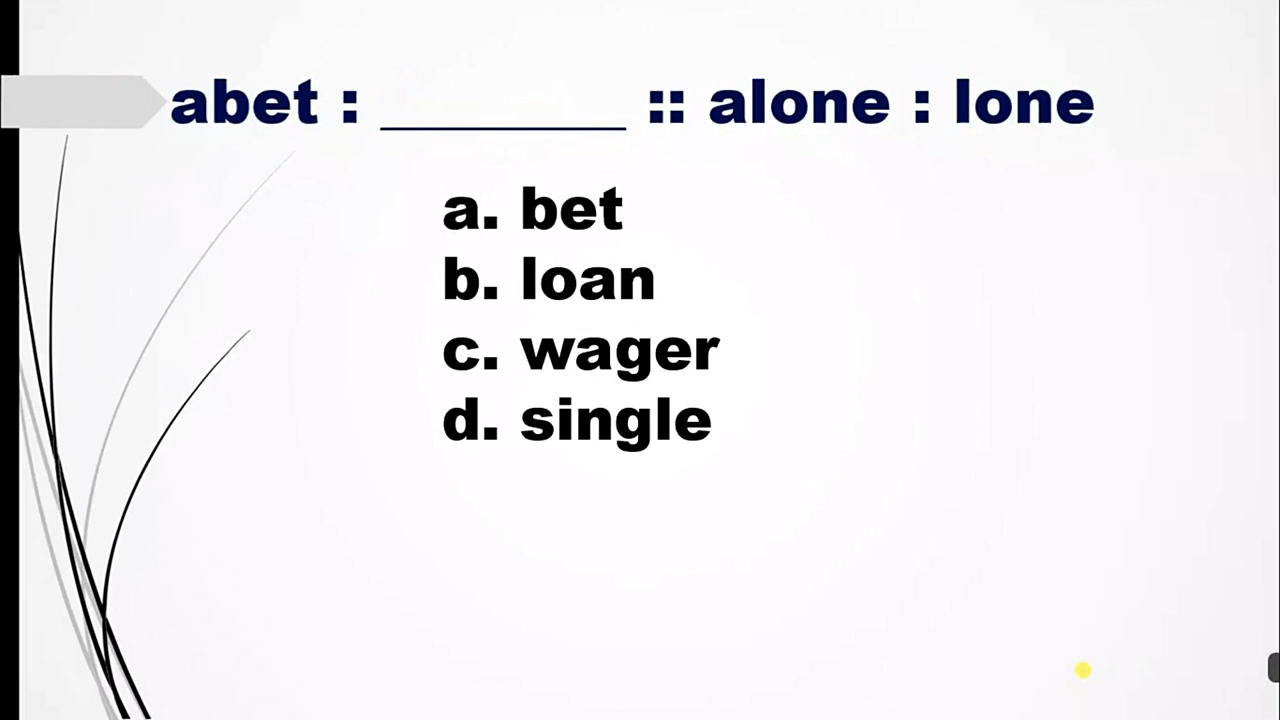 abet : ________ :: alone : lone
a. bet
b. loan
c. wager
d. single